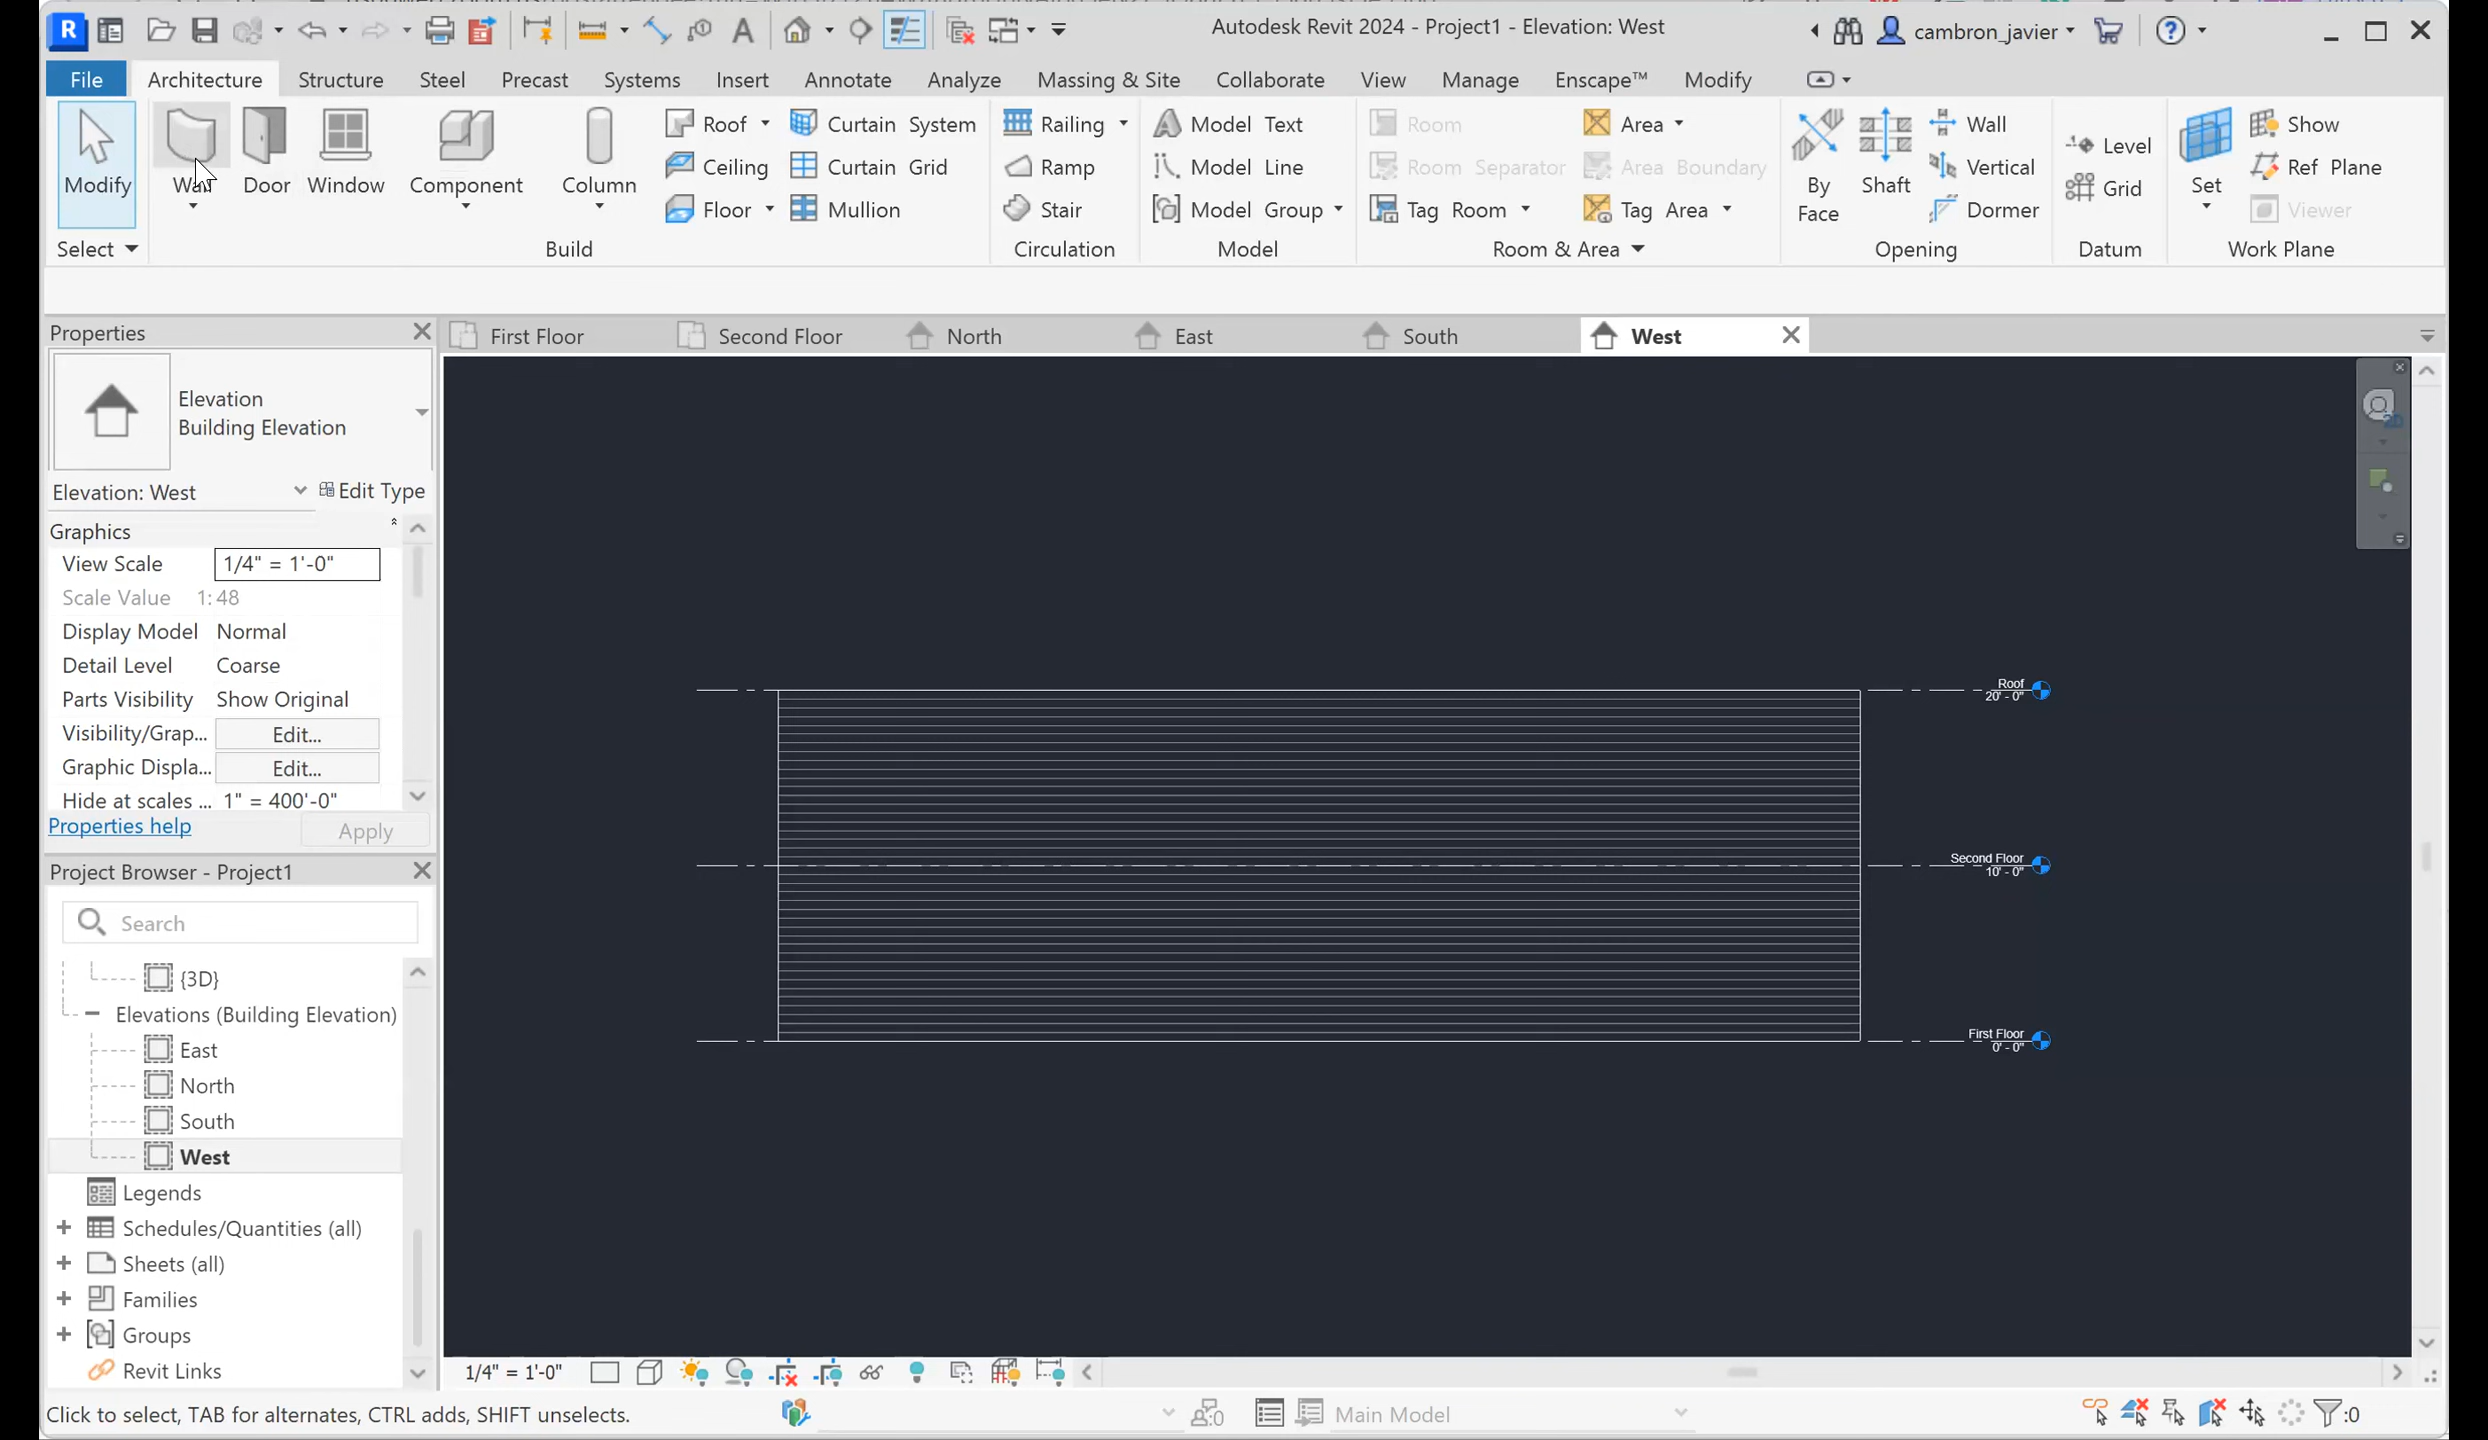 Autodesk Revit 2024 - Project1 - Elevation: West
cambron_javier
File Architecture Structure Steel Precast Systems Insert Annotate Analyze Massing & Site Collaborate View Manage Enscape™ Modify
Modify
Wall
Door
Window
Component
Column
Roof
Ceiling
Floor
Curtain System
Curtain Grid
Mullion
Railing
Ramp
Stair
Model Text
Model Line
Model Group
Room
Room Separator
Tag Room
Area
Area Boundary
Tag Area
By
Face
Shaft
Wall
Vertical
Dormer
Level
Grid
Set
Show
Ref Plane
Viewer
Select Build Circulation Model Room & Area Opening Datum Work Plane
Properties
First Floor Second Floor North East South West
Elevation
Building Elevation
Elevation: West Edit Type
Graphics
View Scale 1/4" = 1'-0"
Scale Value 1:48
Display Model Normal
Detail Level Coarse
Parts Visibility Show Original
Visibility/Grap... Edit...
Graphic Displa... Edit...
Hide at scales ... 1" = 400'-0"
Properties help Apply
Project Browser - Project1
Search
{3D}
Elevations (Building Elevation)
East
North
South
West
Legends
Schedules/Quantities (all)
Sheets (all)
Families
Groups
Revit Links
Roof
20' - 0"
Second Floor
10' - 0"
First Floor
0' - 0"
2D
1/4" = 1'-0"
Click to select, TAB for alternates, CTRL adds, SHIFT unselects.
:0
Main Model
:0